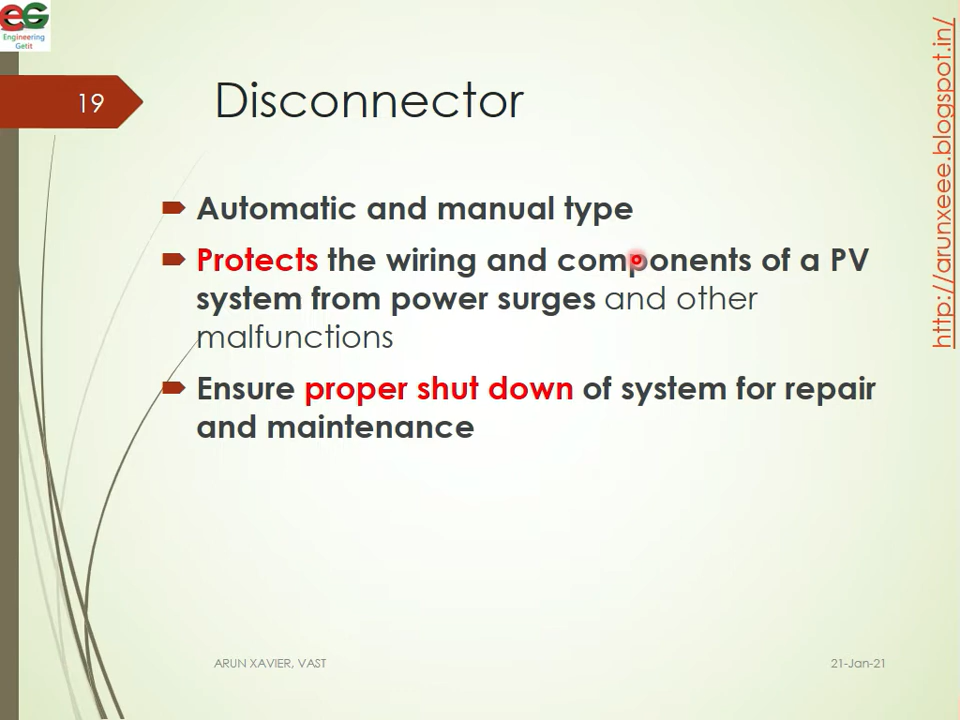 EG
Engineering
Getit
19
Disconnector
Automatic and manual type
Protects the wiring and components of a PV
system from power surges and other
malfunctions
Ensure proper shut down of system for repair
and maintenance
ARUN XAVIER, VAST
21-Jan-21
http://arunxeee.blogspot.in/